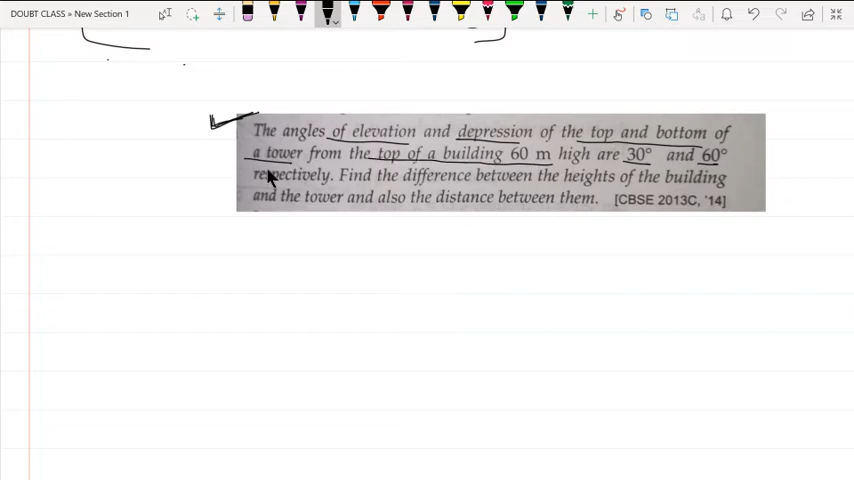 DOUBT CLASS » New Section 1
The angles of elevation and depression of the top and bottom of
a tower from the top of a building 60 m high are 30° and 60°
respectively. Find the difference between the heights of the building
and the tower and also the distance between them. [CBSE 2013C, '14]